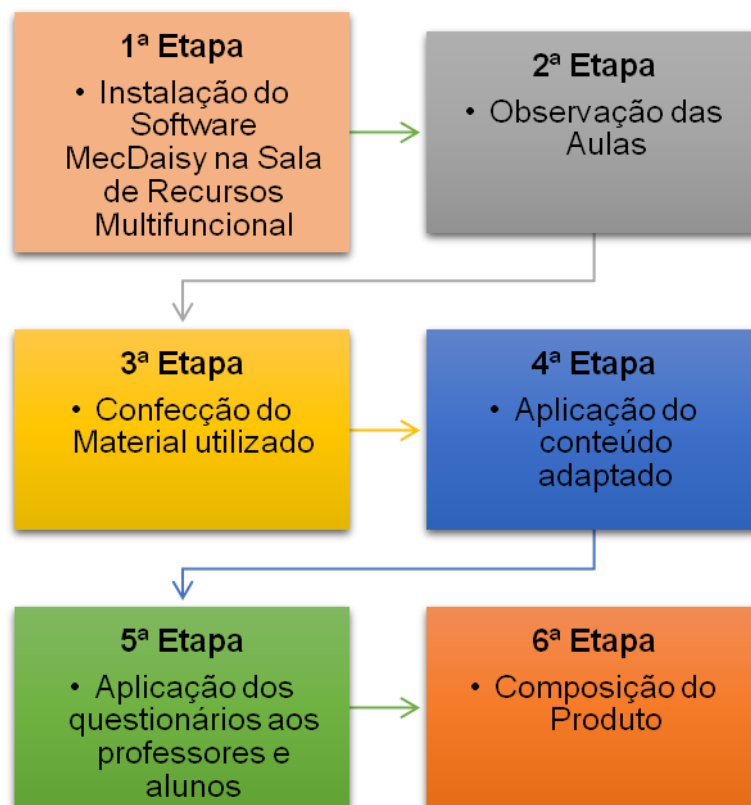 1ª Etapa
• Instalação do
Software
MecDaisy na Sala
de Recursos
Multifuncional
2ª Etapa
• Observação das
Aulas
3ª Etapa
• Confecção do
Material utilizado
4ª Etapa
• Aplicação do
conteúdo
adaptado
5ª Etapa
• Aplicação dos
questionários aos
professores e
alunos
6ª Etapa
• Composição do
Produto